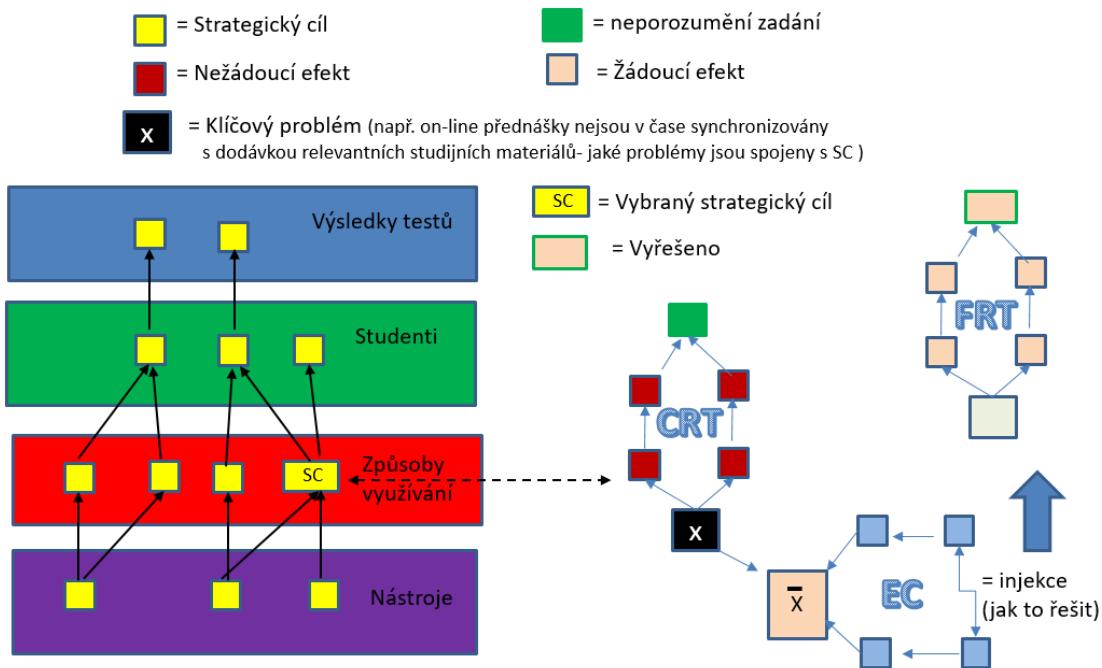 = Strategický cíl
= neporozumění zadání
= Nežádoucí efekt
= Žádoucí efekt
X
= Klíčový problém (např. on-line přednášky nejsou v čase synchronizovány
s dodávkou relevantních studijních materiálů- jaké problémy jsou spojeny s SC )
SC
= Vybraný strategický cíl
= Vyřešeno
Výsledky testů
Studenti
Způsoby
využívání
SC
Nástroje
CRT
X
FRT
X̄
EC
= injekce
(jak to řešit)